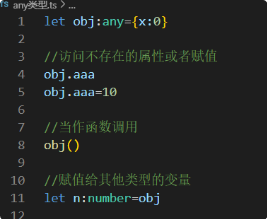 TS any类型.ts > ...
1 let obj:any={x:0}
2
3 //访问不存在的属性或者赋值
4 obj.aaa
5 obj.aaa=10
6
7 //当作函数调用
8 obj()
9
10 //赋值给其他类型的变量
11 let n:number=obj
12